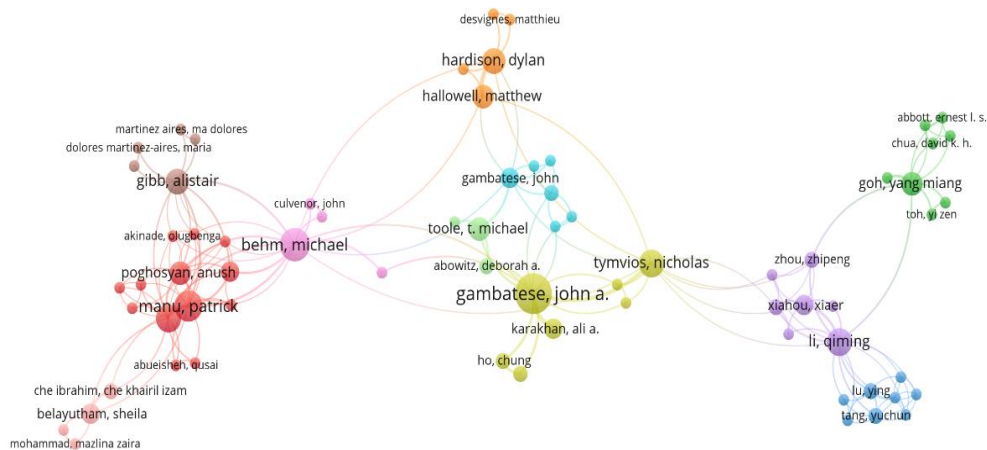 desvignes, matthieu
hardison, dylan
hallowell, matthew
abbott, ernest l. s.
martinez aires, ma dolores
chua, david k. h.
dolores martinez-aires, maria
gibb, alistair
gambatese, john
goh, yang miang
culvenor, john
toh, yi zen
toole, t. michael
akinade, olugbenga
behm, michael
zhou, zhipeng
poghosyan, anush
abowitz, deborah a.
tymvios, nicholas
gambatese, john a.
manu, patrick
xiahou, xiaer
karakhan, ali a.
li, qiming
ho, chung
abueisheh, qusai
che ibrahim, che khairil izam
lu, ying
belayutham, sheila
tang, yuchun
mohammad, mazlina zaira